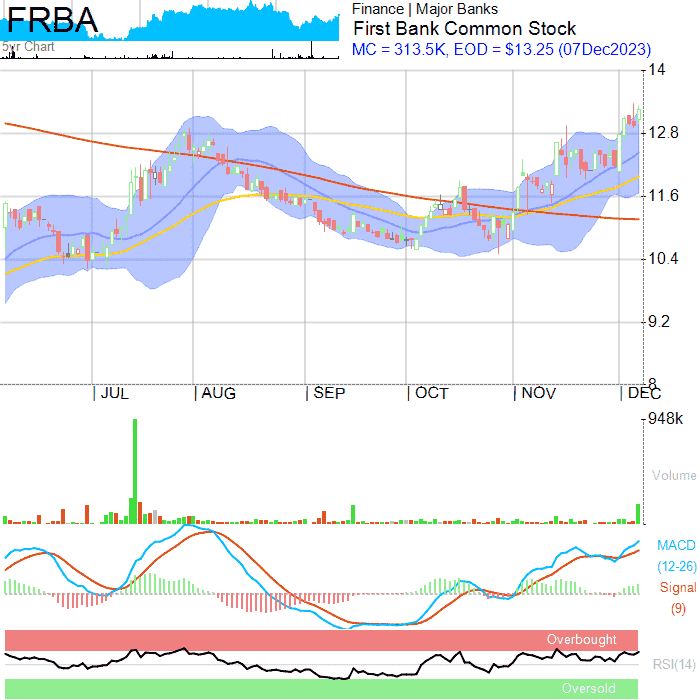 FRBA
5yr Chart
Finance | Major Banks
First Bank Common Stock
MC = 313.5K, EOD = $13.25 (07Dec2023)
14
12.8
11.6
10.4
9.2
8
JUL AUG SEP OCT NOV DEC
948k
Volume
MACD
(12-26)
Signal
(9)
Overbought
RSI(14)
Oversold